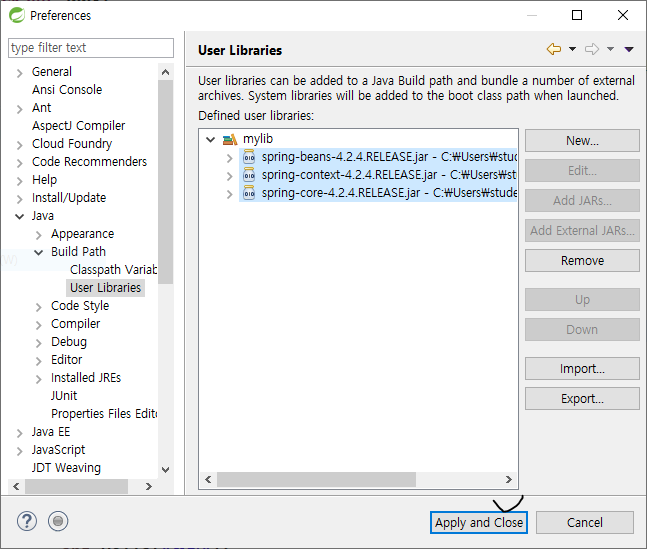 Preferences
type filter text
General
Ansi Console
Ant
AspectJ Compiler
Cloud Foundry
Code Recommenders
Help
Install/Update
Java
Appearance
Build Path
Classpath Variab
User Libraries
Code Style
Compiler
Debug
Editor
Installed JREs
JUnit
Properties Files Edito
Java EE
JavaScript
JDT Weaving
User Libraries
User libraries can be added to a Java Build path and bundle a number of external
archives. System libraries will be added to the boot class path when launched.
Defined user libraries:
mylib
spring-beans-4.2.4.RELEASE.jar - C:₩Users₩stud
spring-context-4.2.4.RELEASE.jar - C:₩Users₩st
spring-core-4.2.4.RELEASE.jar - C:₩Users₩stude
New...
Edit...
Add JARs...
Add External JARs...
Remove
Up
Down
Import...
Export...
Apply and Close
Cancel